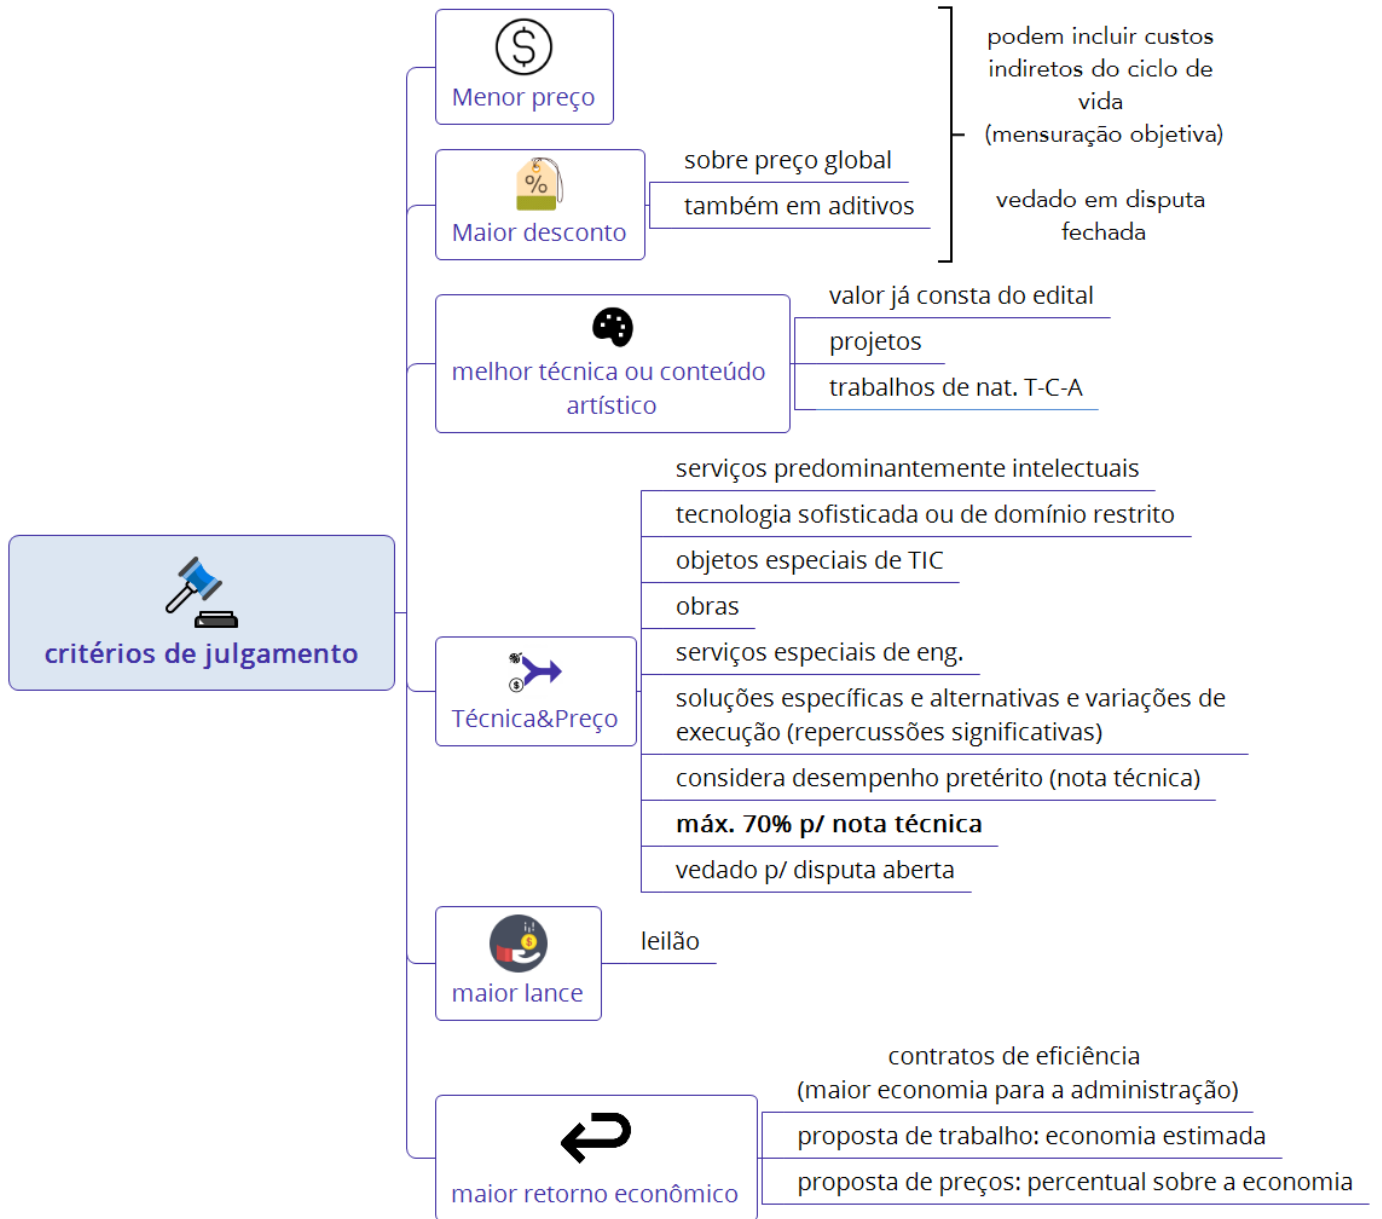 critérios de julgamento
$
Menor preço
podem incluir custos
indiretos do ciclo de
vida
(mensuração objetiva)
vedado em disputa
fechada
%
Maior desconto
sobre preço global
também em aditivos
melhor técnica ou conteúdo
artístico
valor já consta do edital
projetos
trabalhos de nat. T-C-A
$
Técnica&Preço
serviços predominantemente intelectuais
tecnologia sofisticada ou de domínio restrito
objetos especiais de TIC
obras
serviços especiais de eng.
soluções específicas e alternativas e variações de
execução (repercussões significativas)
considera desempenho pretérito (nota técnica)
máx. 70% p/ nota técnica
vedado p/ disputa aberta
$
maior lance
leilão
maior retorno econômico
contratos de eficiência
(maior economia para a administração)
proposta de trabalho: economia estimada
proposta de preços: percentual sobre a economia